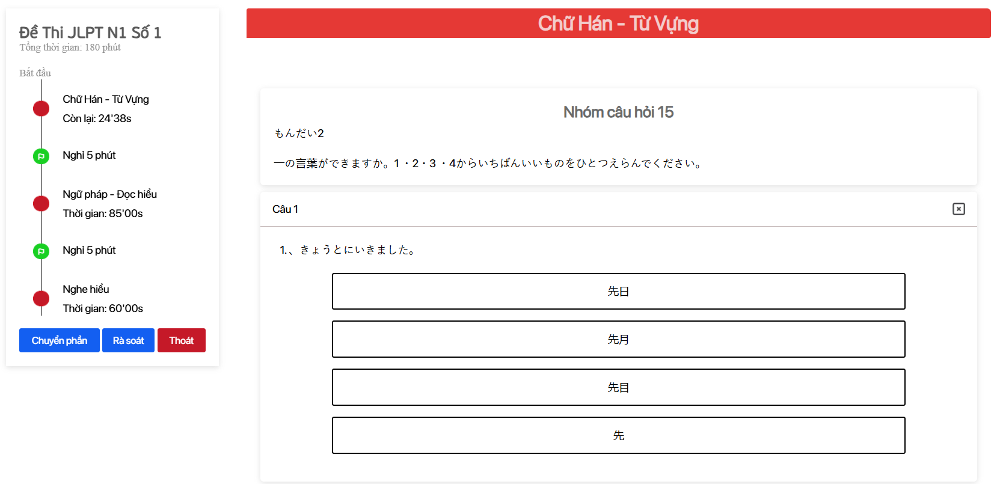 Đề Thi JLPT N1 Số 1
Tổng thời gian: 180 phút
Bắt đầu
Chữ Hán - Từ Vựng
Còn lại: 24'38s
Nghỉ 5 phút
Ngữ pháp - Đọc hiểu
Thời gian: 85'00s
Nghỉ 5 phút
Nghe hiểu
Thời gian: 60'00s
Chuyển phần Rà soát Thoát
Chữ Hán - Từ Vựng
Nhóm câu hỏi 15
もんだい2
一の言葉ができますか。1・2・3・4からいちばんいいものをひとつえらんでください。
Câu 1
1.、きょうとにいきました。
先日
先月
先目
先